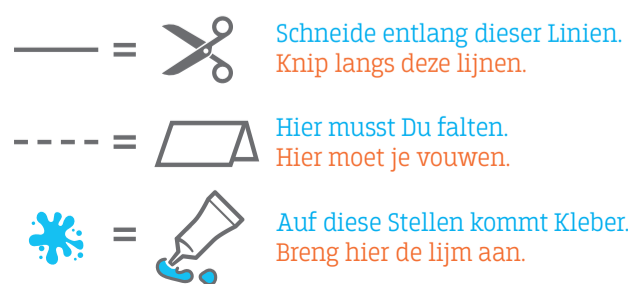 Schneide entlang dieser Linien.
Knip langs deze lijnen.
Hier musst Du falten.
Hier moet je vouwen.
Auf diese Stellen kommt Kleber.
Breng hier de lijm aan.